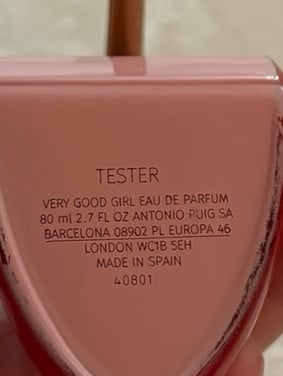 TESTER
VERY GOOD GIRL EAU DE PARFUM
80 ml 2.7 FL OZ ANTONIO PUIG SA
BARCELONA 08902 PL EUROPA 46
LONDON WC1B 5EH
MADE IN SPAIN
40801